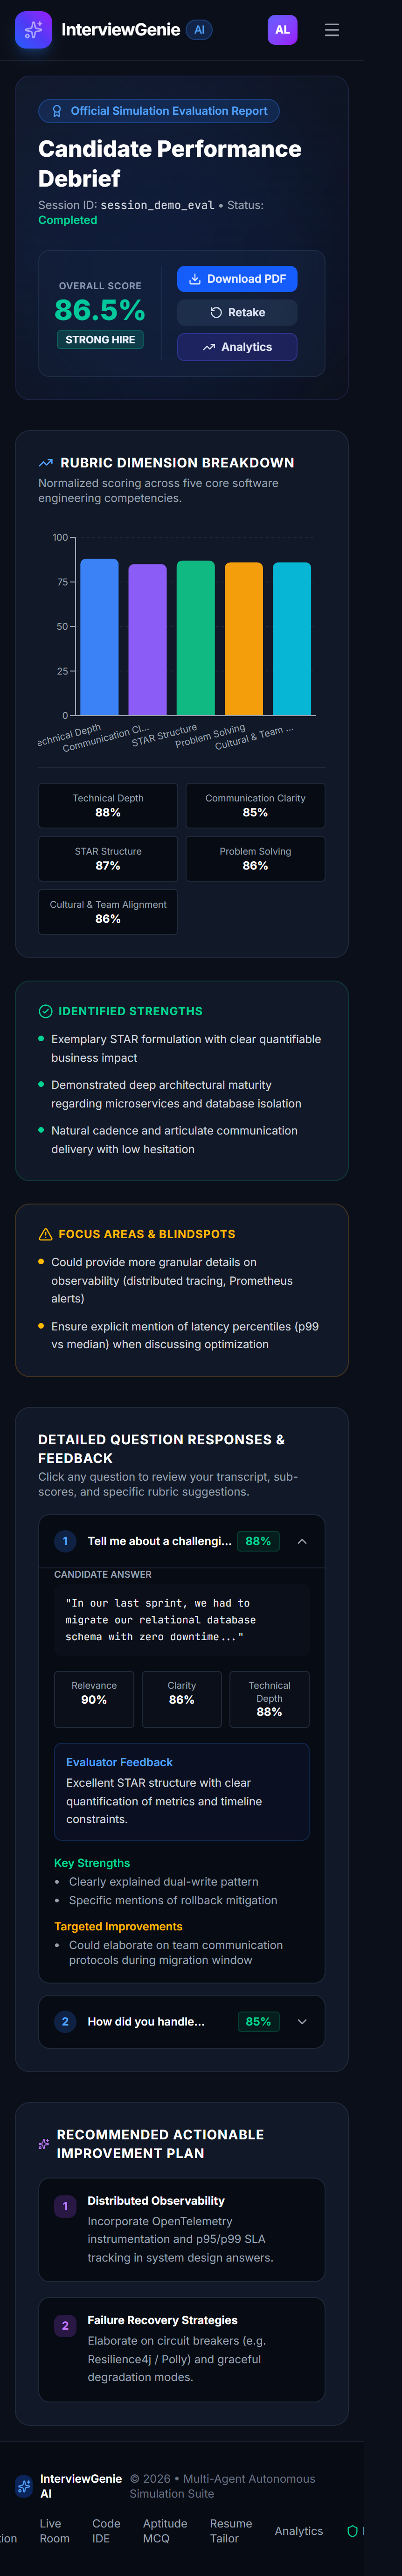 InterviewGenie AI AL
Official Simulation Evaluation Report
Candidate Performance
Debrief
Session ID: session_demo_eval • Status:
Completed
OVERALL SCORE
86.5%
STRONG HIRE
Download PDF
Retake
Analytics
RUBRIC DIMENSION BREAKDOWN
Normalized scoring across five core software
engineering competencies.
100
75
50
25
0
echnical Depth
Communication Cl...
STAR Structure
Problem Solving
Cultural & Team ...
Technical Depth
88%
Communication Clarity
85%
STAR Structure
87%
Problem Solving
86%
Cultural & Team Alignment
86%
IDENTIFIED STRENGTHS
Exemplary STAR formulation with clear quantifiable
business impact
Demonstrated deep architectural maturity
regarding microservices and database isolation
Natural cadence and articulate communication
delivery with low hesitation
FOCUS AREAS & BLINDSPOTS
Could provide more granular details on
observability (distributed tracing, Prometheus
alerts)
Ensure explicit mention of latency percentiles (p99
vs median) when discussing optimization
DETAILED QUESTION RESPONSES &
FEEDBACK
Click any question to review your transcript, sub-
scores, and specific rubric suggestions.
1 Tell me about a challengi... 88%
CANDIDATE ANSWER
"In our last sprint, we had to
migrate our relational database
schema with zero downtime..."
Relevance
90%
Clarity
86%
Technical
Depth
88%
Evaluator Feedback
Excellent STAR structure with clear
quantification of metrics and timeline
constraints.
Key Strengths
• Clearly explained dual-write pattern
• Specific mentions of rollback mitigation
Targeted Improvements
• Could elaborate on team communication
protocols during migration window
2 How did you handle... 85%
RECOMMENDED ACTIONABLE
IMPROVEMENT PLAN
1 Distributed Observability
Incorporate OpenTelemetry
instrumentation and p95/p99 SLA
tracking in system design answers.
2 Failure Recovery Strategies
Elaborate on circuit breakers (e.g.
Resilience4j / Polly) and graceful
degradation modes.
InterviewGenie
AI
© 2026 • Multi-Agent Autonomous
Simulation Suite
tion
Live
Room
Code
IDE
Aptitude
MCQ
Resume
Tailor
Analytics